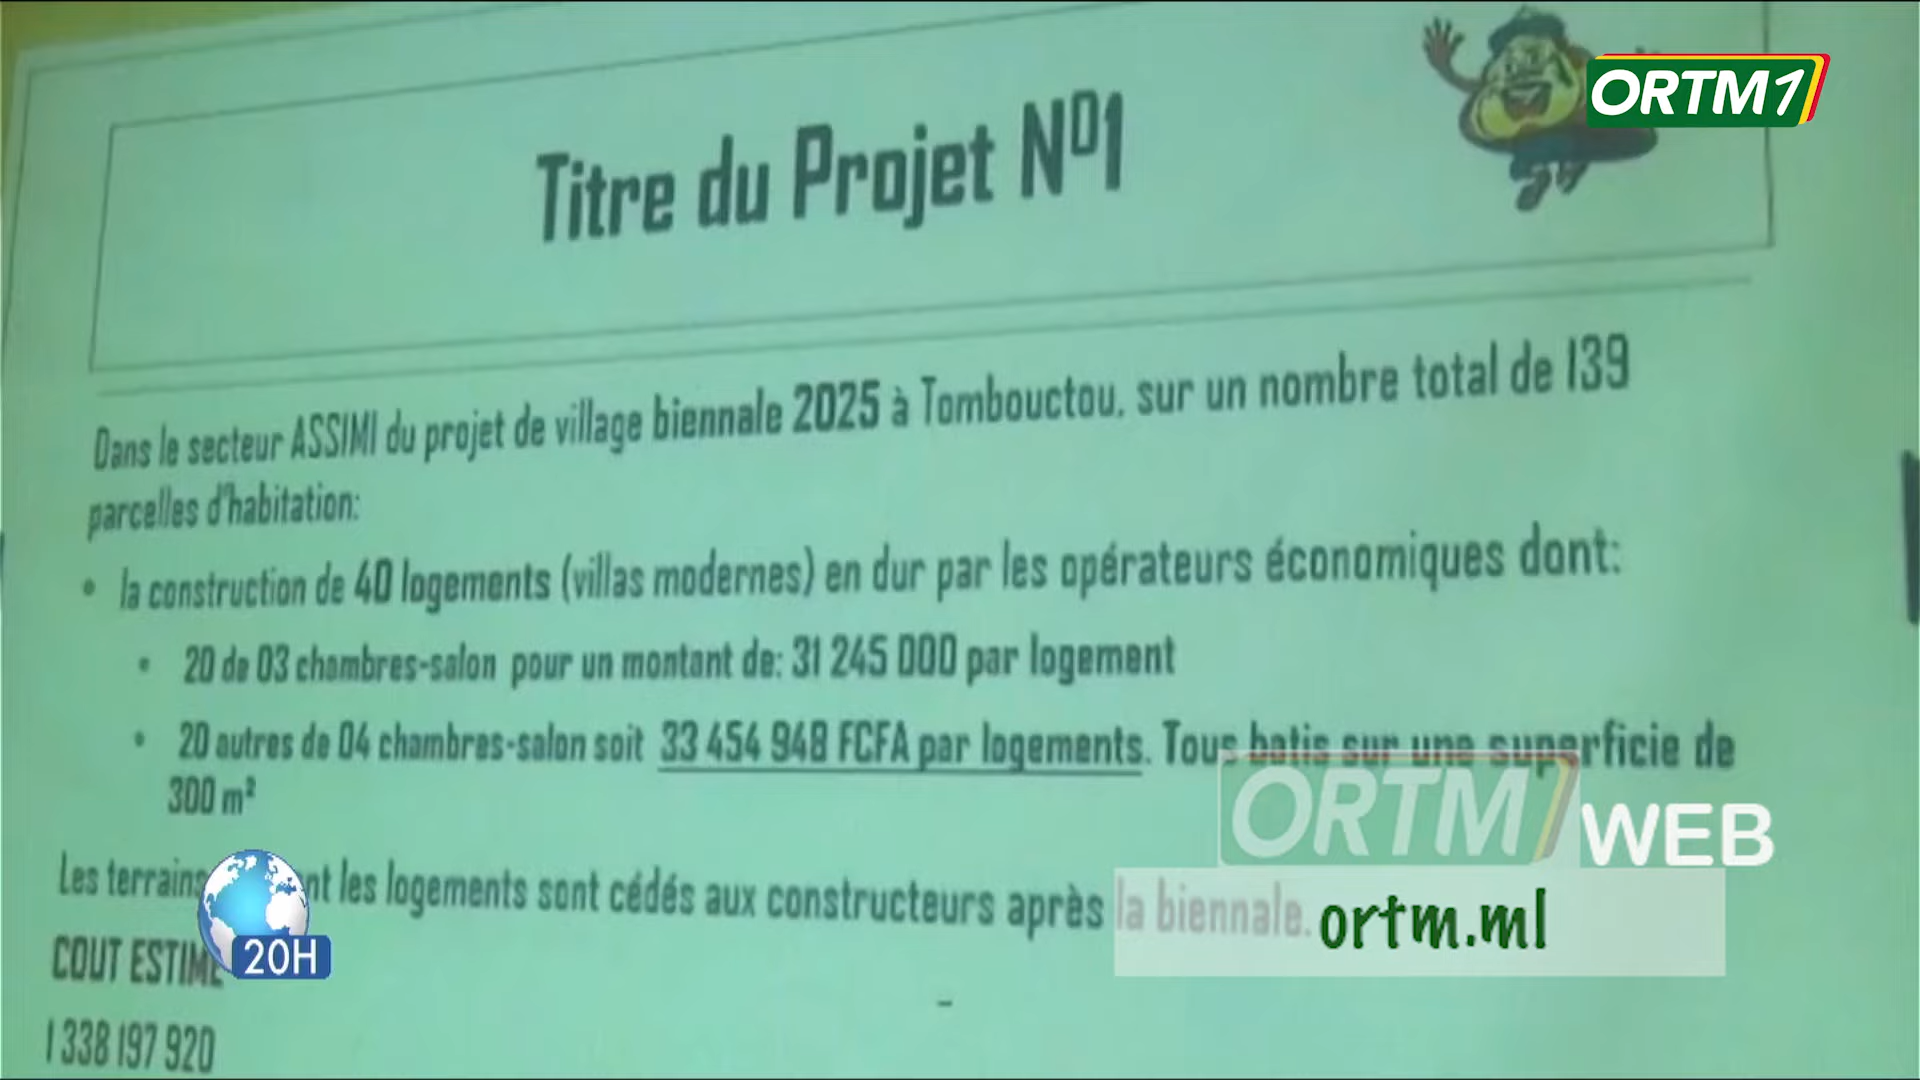 ORTM1
Titre du Projet N°1
Dans le secteur ASSIMI du projet de village biennale 2025 à Tombouctou, sur un nombre total de 139
parcelles d'habitation:
• la construction de 40 logements (villas modernes) en dur par les opérateurs économiques dont:
• 20 de 03 chambres-salon pour un montant de: 31 245 000 par logement
• 20 autres de 04 chambres-salon soit 33 454 948 FCFA par logements. Tous batis sur une superficie de
300 m²
ORTM1 WEB
Les terrains les logements sont cédés aux constructeurs après la biennale.
ortm.ml
COUT ESTIME
20H
1 338 197 920